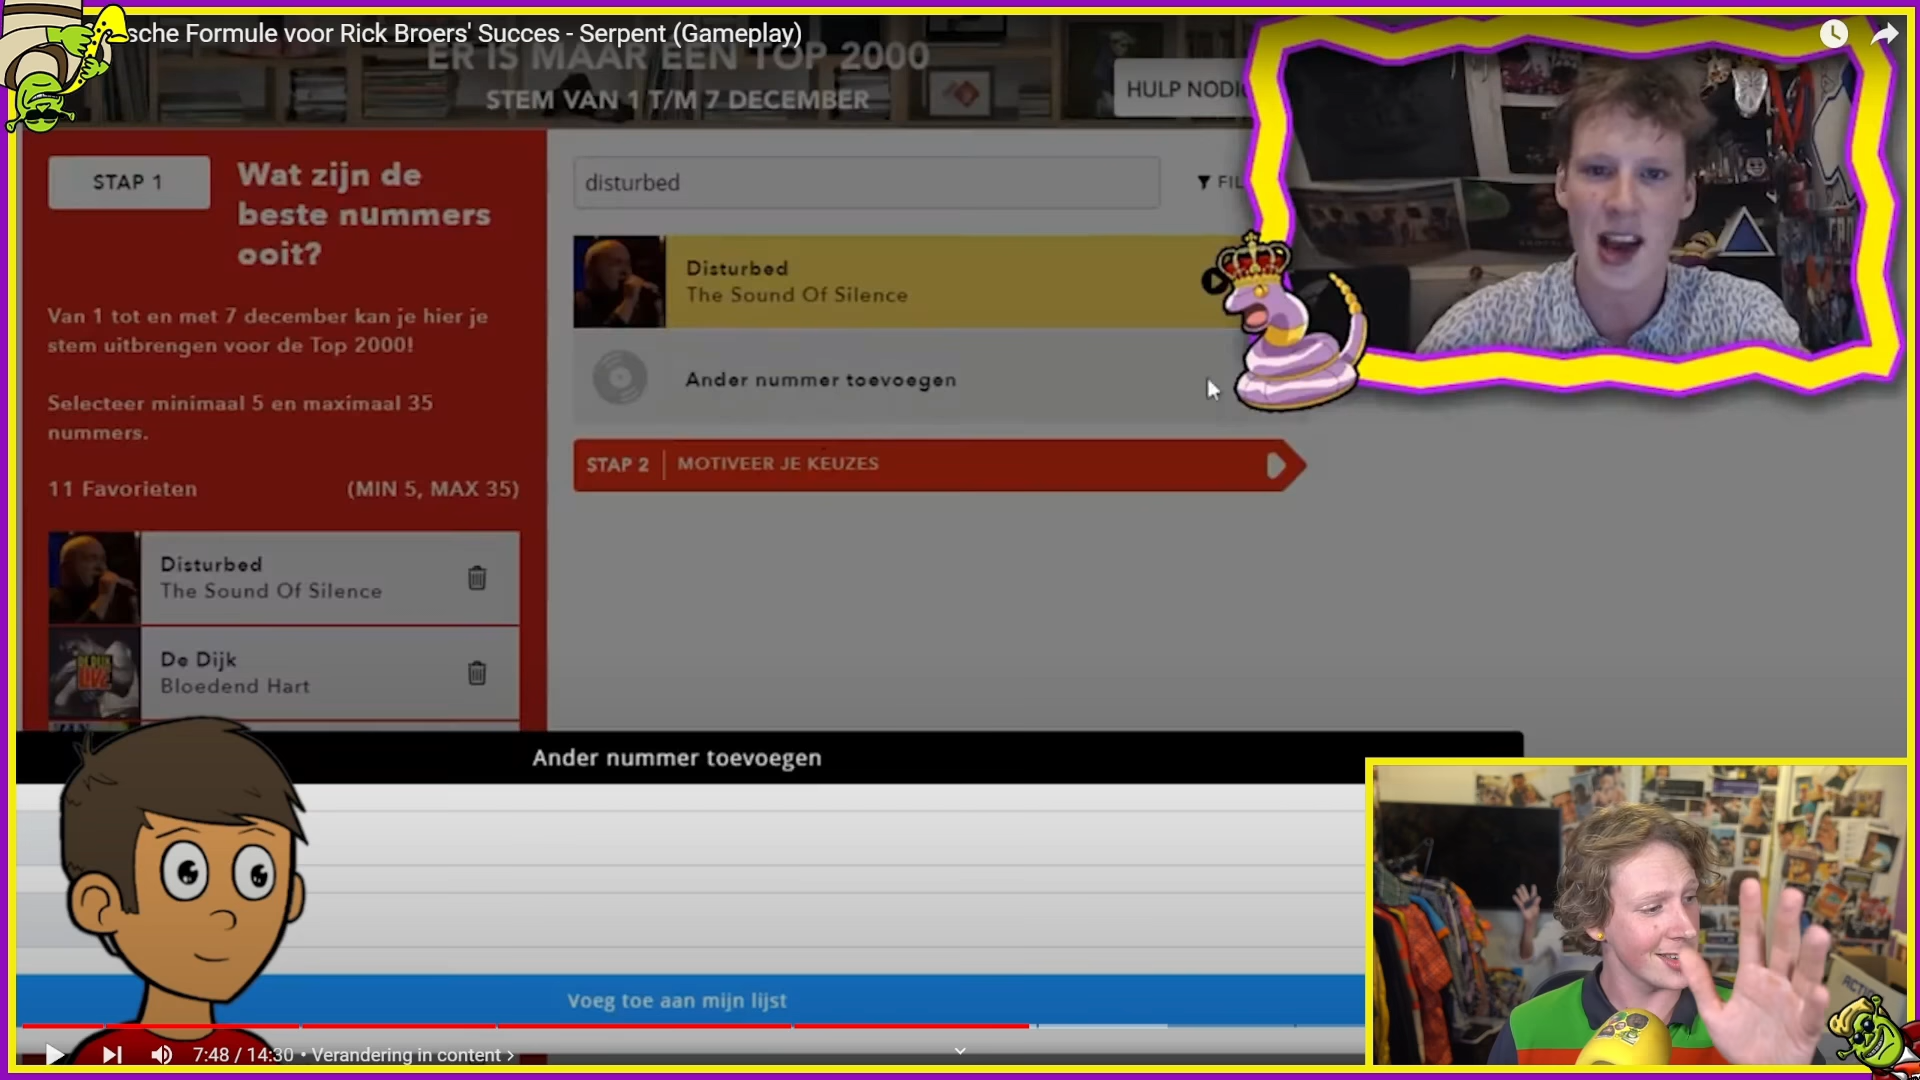 sche Formule voor Rick Broers' Succes - Serpent (Gameplay)
ER IS MAAR EEN TOP 2000
STEM VAN 1 T/M 7 DECEMBER
HULP NODI
STAP 1
Wat zijn de
beste nummers
ooit?
Van 1 tot en met 7 december kan je hier je
stem uitbrengen voor de Top 2000!
Selecteer minimaal 5 en maximaal 35
nummers.
11 Favorieten
(MIN 5, MAX 35)
Disturbed
The Sound Of Silence
De Dijk
Bloedend Hart
disturbed
FIL
Disturbed
The Sound Of Silence
Ander nummer toevoegen
STAP 2
MOTIVEER JE KEUZES
Ander nummer toevoegen
Voeg toe aan mijn lijst
7:48 / 14:30 • Verandering in content ›